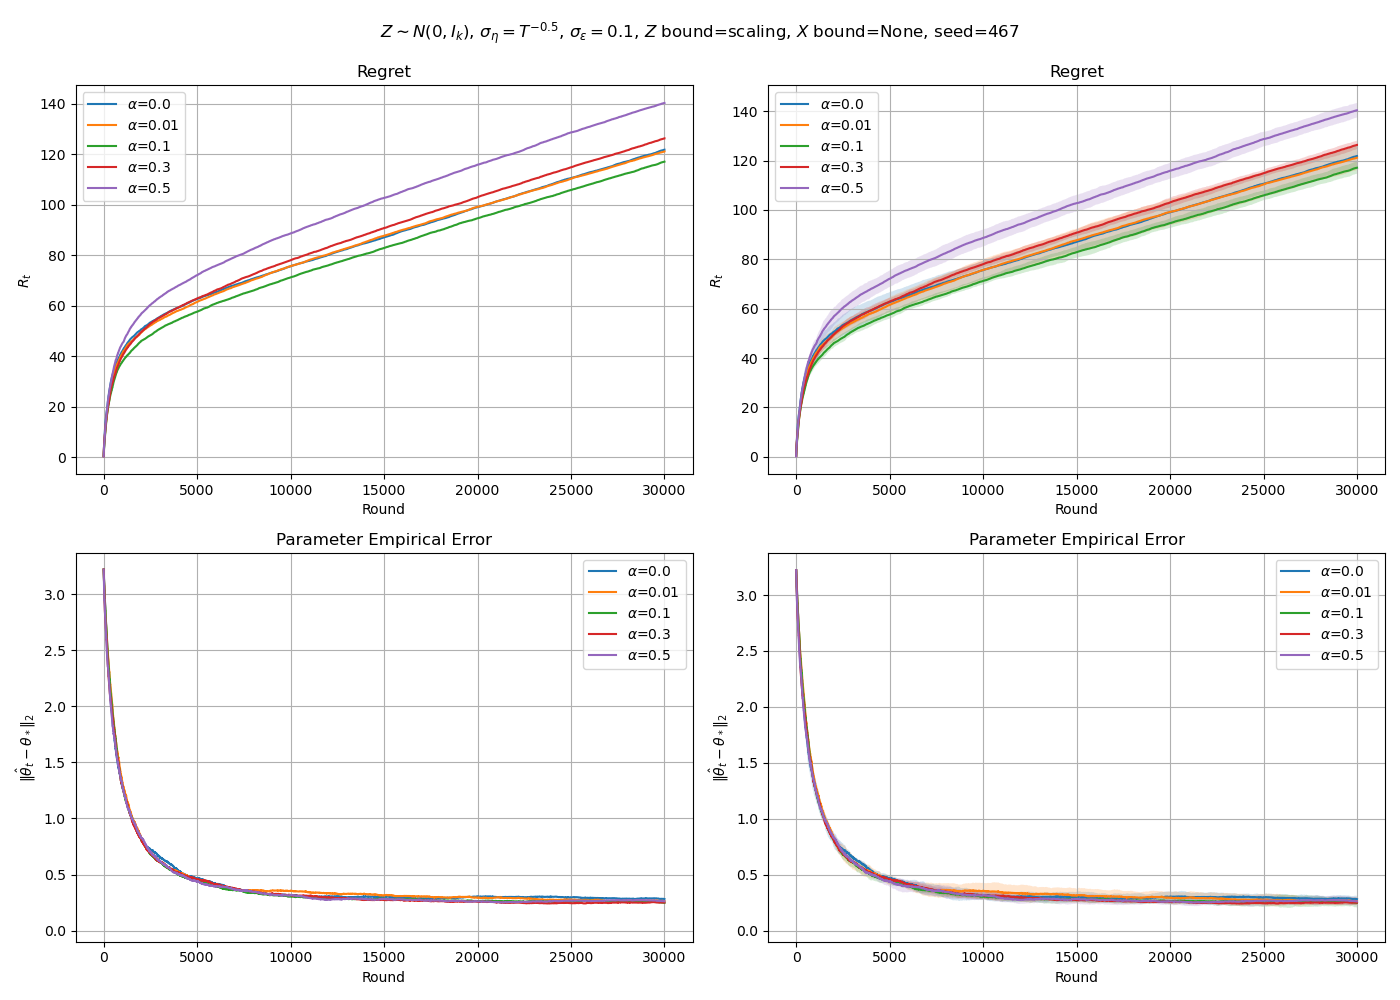 Z ∼ N(0, I_k), σ_η = T^{−0.5}, σ_ε = 0.1, Z bound=scaling, X bound=None, seed=467
Regret
R_t
140
120
100
80
60
40
20
0
α=0.0
α=0.01
α=0.1
α=0.3
α=0.5
0 5000 10000 15000 20000 25000 30000
Round
Regret
R_t
140
120
100
80
60
40
20
0
α=0.0
α=0.01
α=0.1
α=0.3
α=0.5
0 5000 10000 15000 20000 25000 30000
Round
Parameter Empirical Error
‖θ̂_t − θ_*‖_2
3.0
2.5
2.0
1.5
1.0
0.5
0.0
α=0.0
α=0.01
α=0.1
α=0.3
α=0.5
0 5000 10000 15000 20000 25000 30000
Round
Parameter Empirical Error
‖θ̂_t − θ_*‖_2
3.0
2.5
2.0
1.5
1.0
0.5
0.0
α=0.0
α=0.01
α=0.1
α=0.3
α=0.5
0 5000 10000 15000 20000 25000 30000
Round